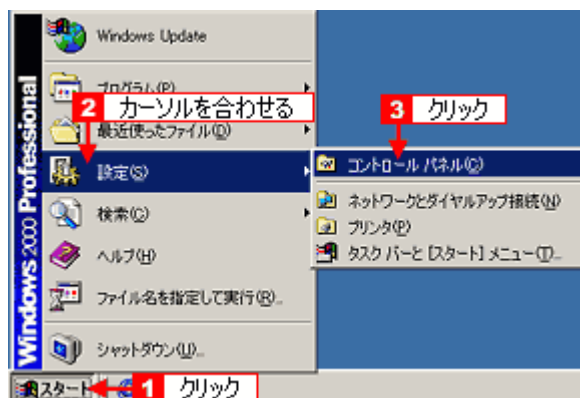 Windows 2000 Professional
Windows Update
プログラム(P)
2 カーソルを合わせる
最近使ったファイル(D)
設定(S)
検索(C)
ヘルプ(H)
ファイル名を指定して実行(R)...
シャットダウン(U)...
3 クリック
コントロール パネル(C)
ネットワークとダイヤルアップ接続(N)
プリンタ(P)
タスク バーと [スタート] メニュー(T)...
スタート
1 クリック